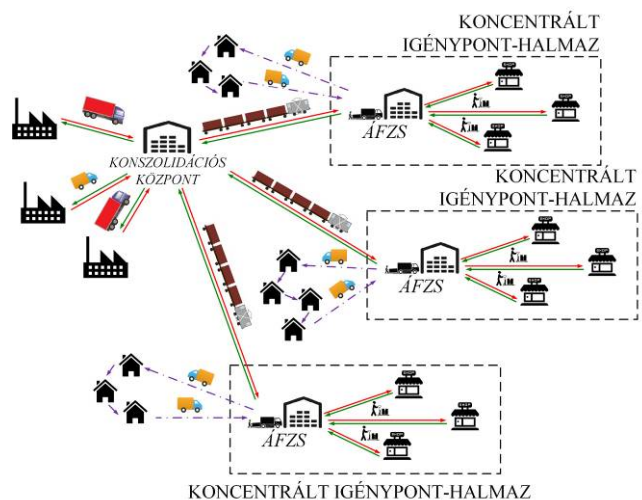 KONCENTRÁLT
IGÉNYPONT-HALMAZ
ÁFZS
KONSZOLIDÁCIÓS
KÖZPONT
KONCENTRÁLT
IGÉNYPONT-HALMAZ
ÁFZS
ÁFZS
KONCENTRÁLT IGÉNYPONT-HALMAZ